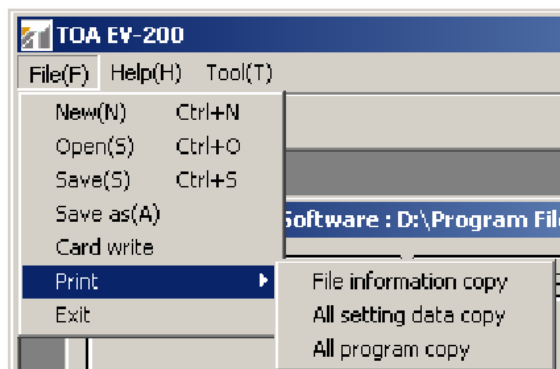 TOA EV-200
File(F) Help(H) Tool(T)
New(N) Ctrl+N
Open(S) Ctrl+O
Save(S) Ctrl+S
Save as(A)
Software : D:\Program
Card write
Print
File information copy
Exit
All setting data copy
All program copy